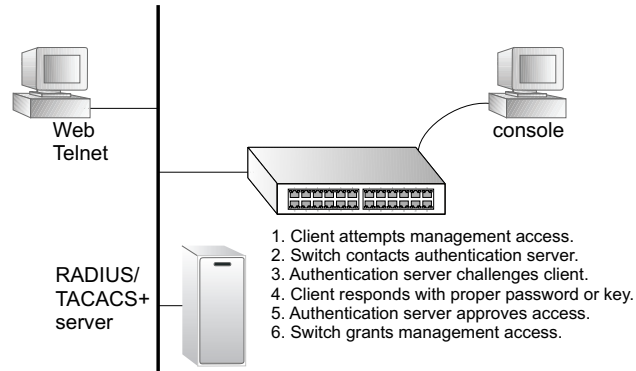 Web
Telnet
console
RADIUS/
TACACS+
server
1. Client attempts management access.
2. Switch contacts authentication server.
3. Authentication server challenges client.
4. Client responds with proper password or key.
5. Authentication server approves access.
6. Switch grants management access.